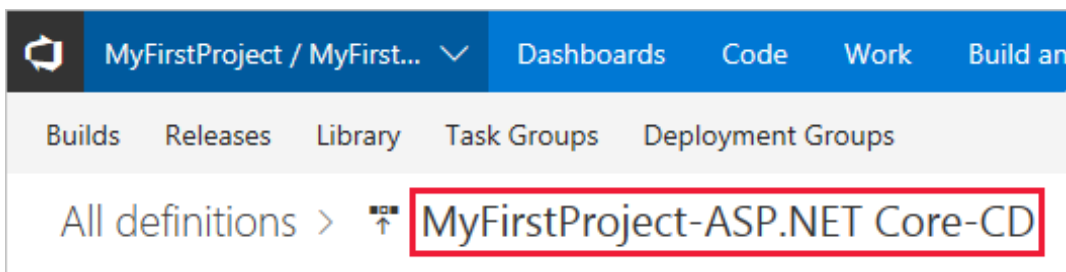 MyFirstProject / MyFirst... Dashboards Code Work Build an
Builds Releases Library Task Groups Deployment Groups
All definitions > MyFirstProject-ASP.NET Core-CD